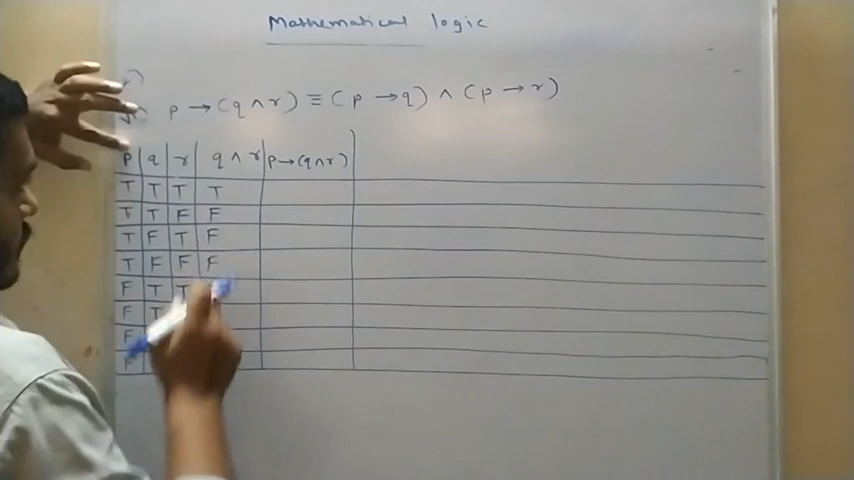 Mathematical logic
p → (q ∧ r) ≡ (p → q) ∧ (p → r)
p q r q ∧ r p→(q∧r)
T T T T
T T F F
T F T F
T F F F
F T T
F T
F
F